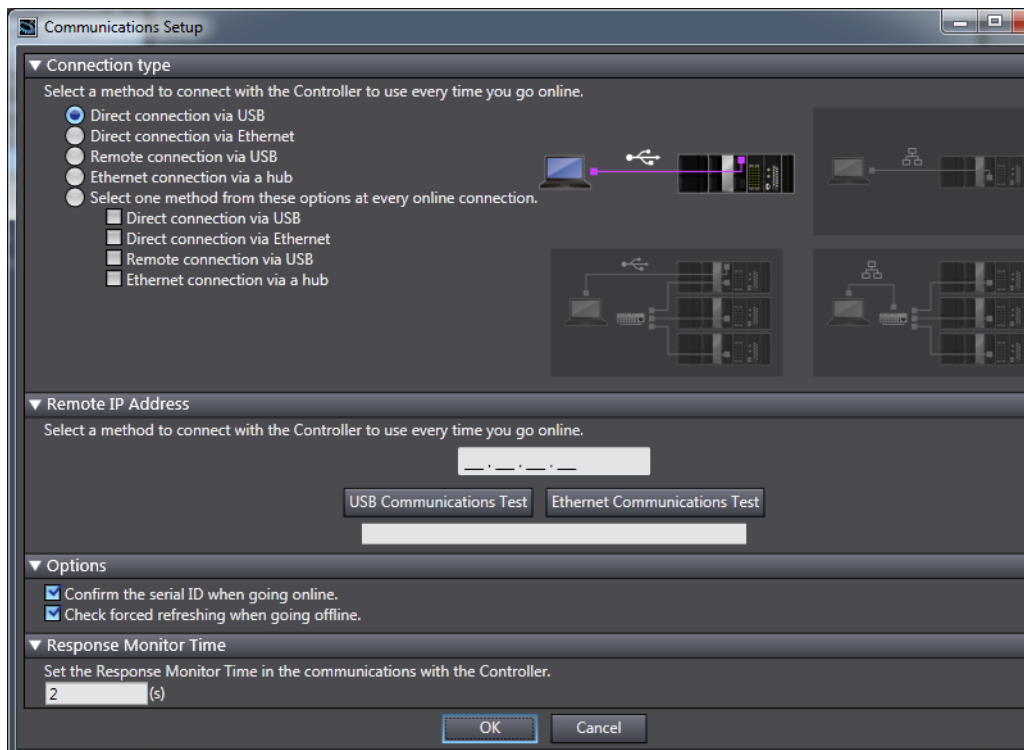 Communications Setup
Connection type
Select a method to connect with the Controller to use every time you go online.
Direct connection via USB
Direct connection via Ethernet
Remote connection via USB
Ethernet connection via a hub
Select one method from these options at every online connection.
Direct connection via USB
Direct connection via Ethernet
Remote connection via USB
Ethernet connection via a hub
Remote IP Address
Select a method to connect with the Controller to use every time you go online.
__ . __ . __ . __
USB Communications Test Ethernet Communications Test
Options
Confirm the serial ID when going online.
Check forced refreshing when going offline.
Response Monitor Time
Set the Response Monitor Time in the communications with the Controller.
2 (s)
OK Cancel